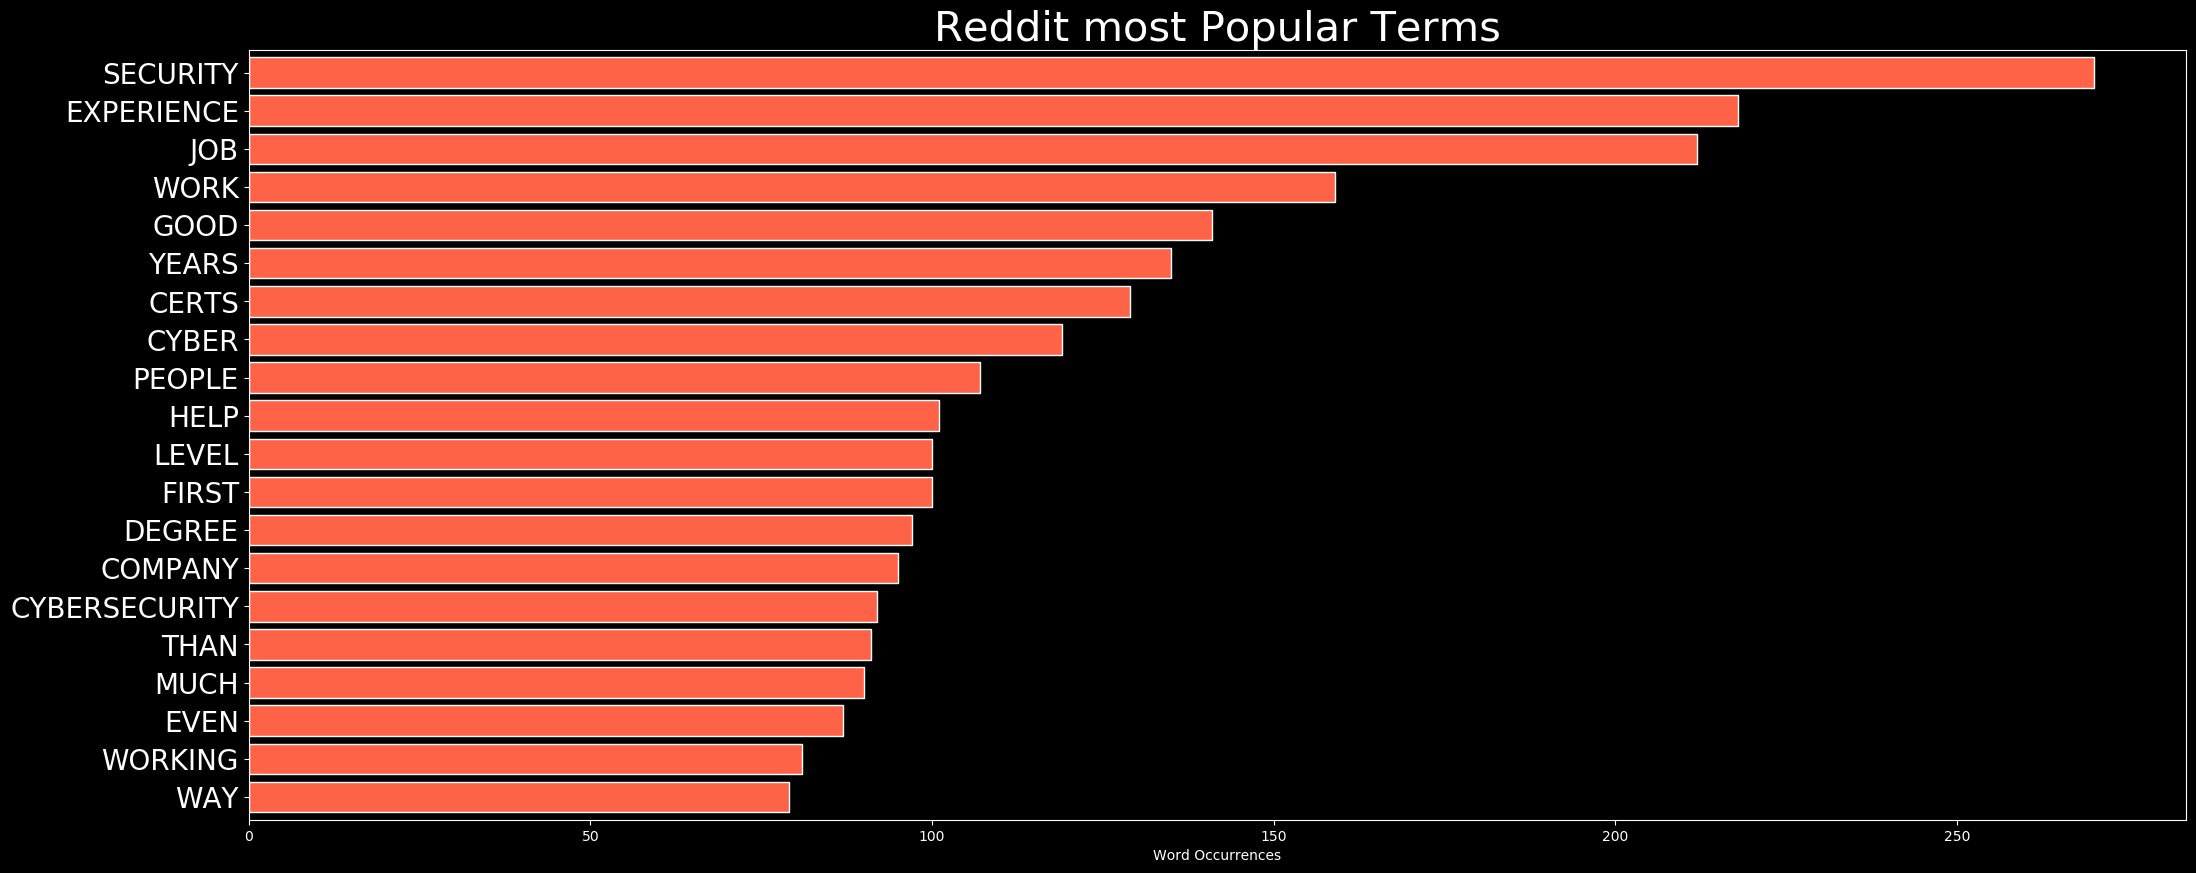 Reddit most Popular Terms
SECURITY
EXPERIENCE
JOB
WORK
GOOD
YEARS
CERTS
CYBER
PEOPLE
HELP
LEVEL
FIRST
DEGREE
COMPANY
CYBERSECURITY
THAN
MUCH
EVEN
WORKING
WAY
0 50 100 150 200 250
Word Occurrences